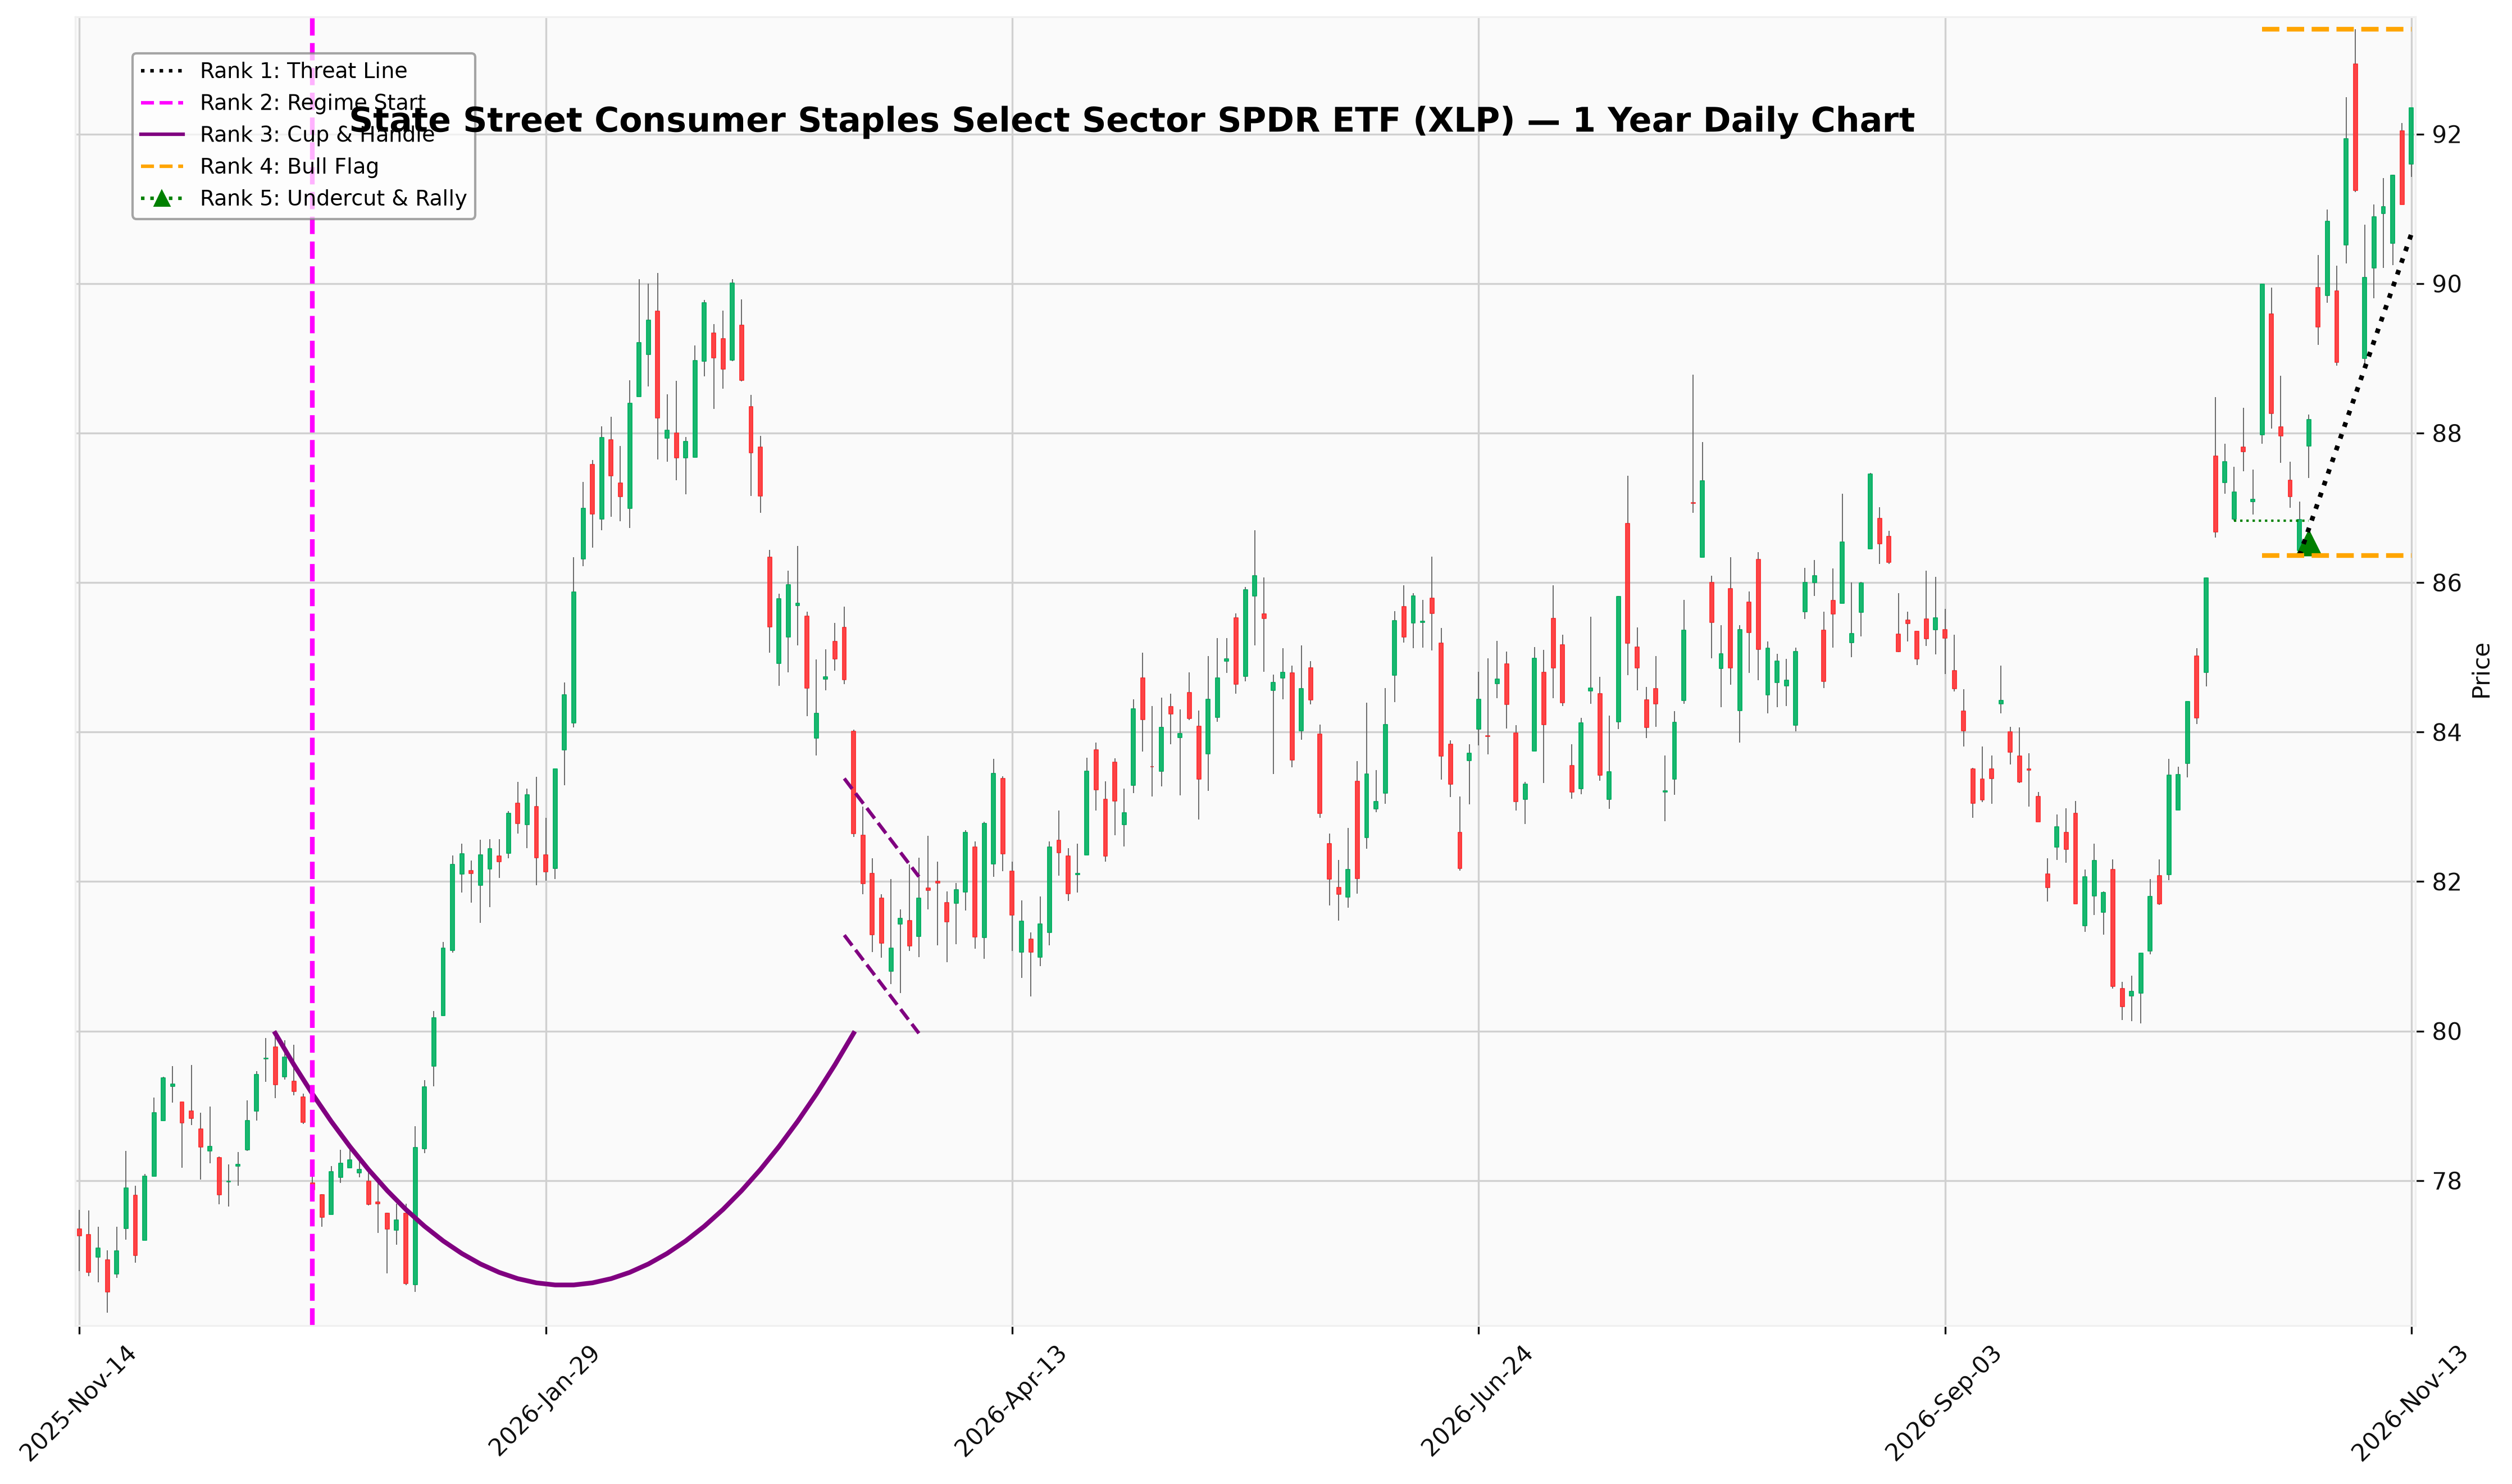 State Street Consumer Staples Select Sector SPDR ETF (XLP) — 1 Year Daily Chart
Rank 1: Threat Line
Rank 2: Regime Start
Rank 3: Cup & Handle
Rank 4: Bull Flag
Rank 5: Undercut & Rally
92
90
88
86
84
82
80
78
Price
2025-Nov-14
2026-Jan-29
2026-Apr-13
2026-Jun-24
2026-Sep-03
2026-Nov-13